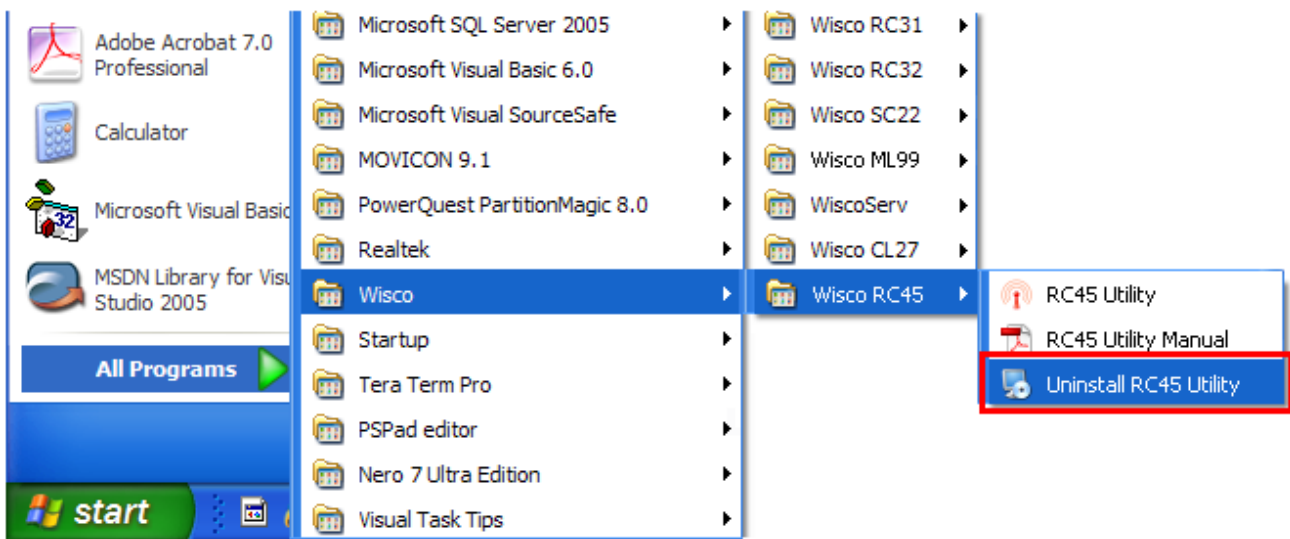 Adobe Acrobat 7.0
Professional
Calculator
32
Microsoft Visual Basic
MSDN Library for Visu
Studio 2005
All Programs
start
Microsoft SQL Server 2005
Microsoft Visual Basic 6.0
Microsoft Visual SourceSafe
MOVICON 9.1
PowerQuest PartitionMagic 8.0
Realtek
Wisco
Startup
Tera Term Pro
PSPad editor
Nero 7 Ultra Edition
Visual Task Tips
Wisco RC31
Wisco RC32
Wisco SC22
Wisco ML99
WiscoServ
Wisco CL27
Wisco RC45
RC45 Utility
RC45 Utility Manual
Uninstall RC45 Utility